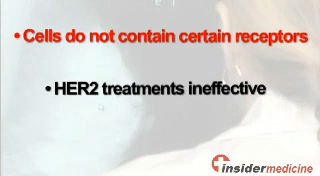 • Cells do not contain certain receptors
• HER2 treatments ineffective
insidermedicine